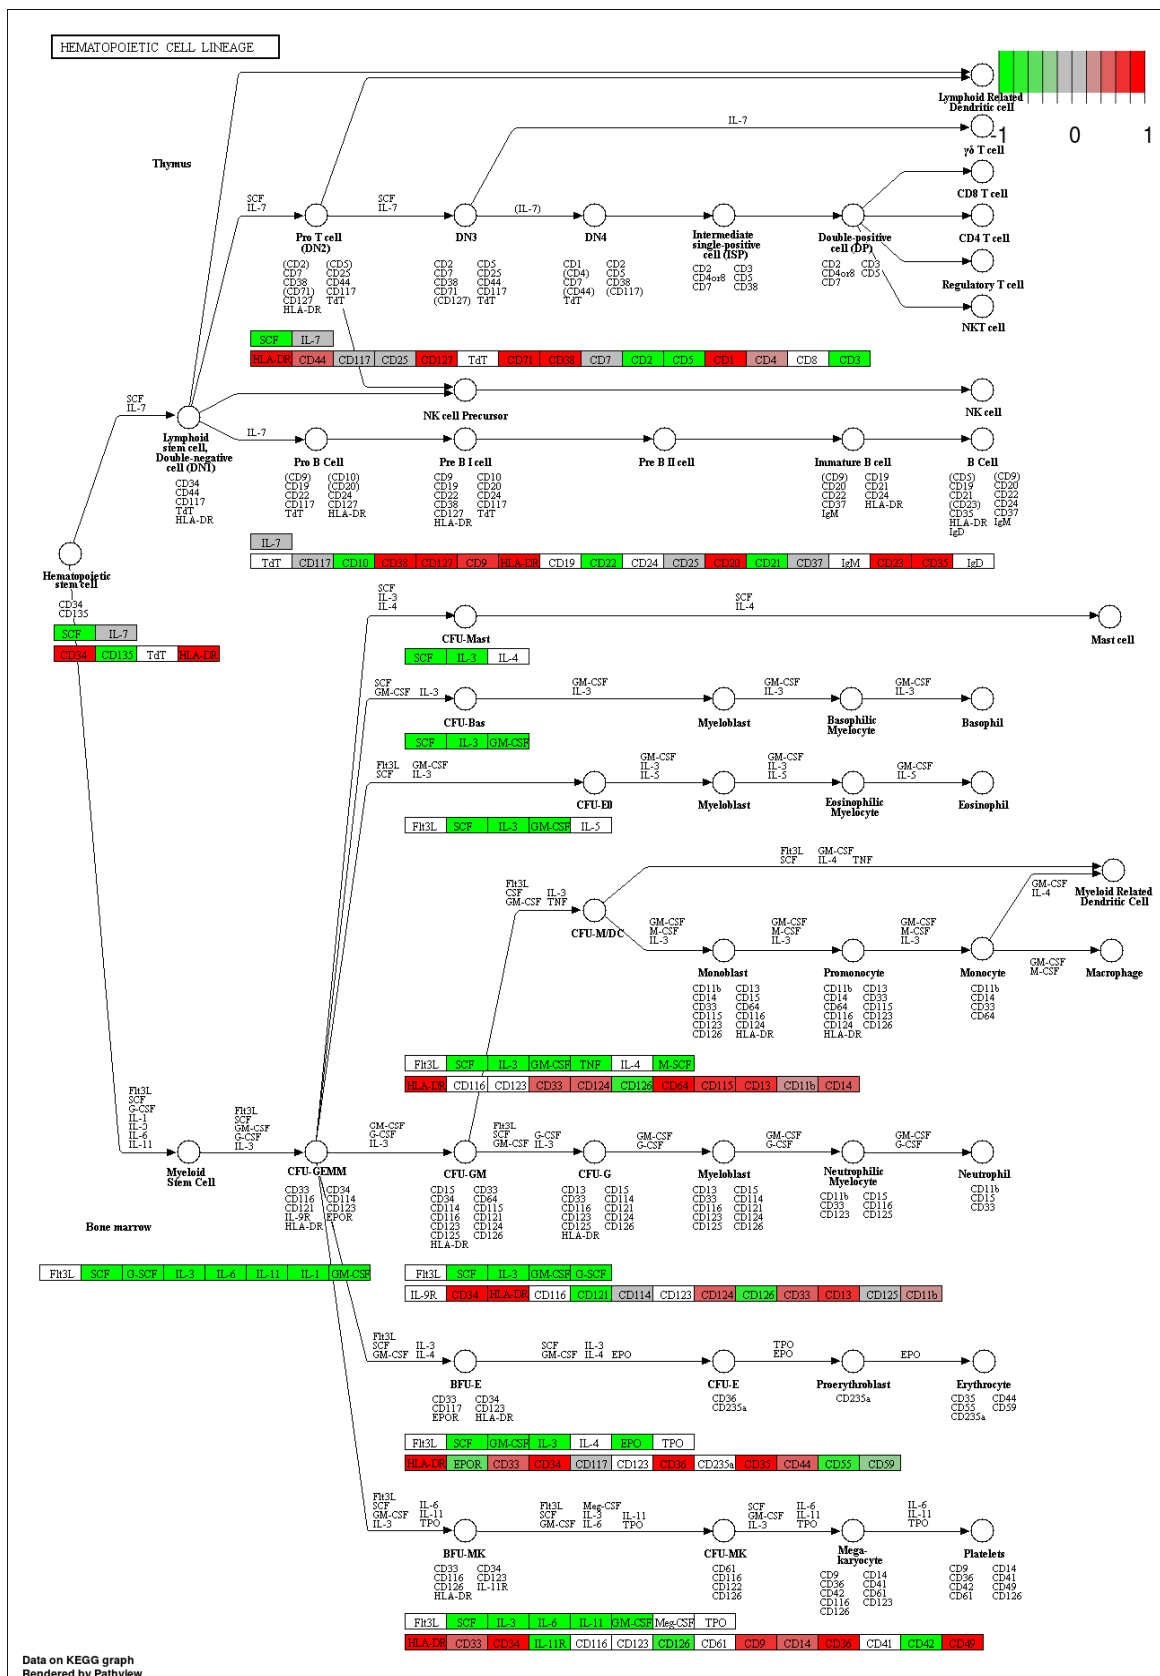 HEMATOPOIETIC CELL LINEAGE
-1 0 1
Lymphoid Related
Dendritic cell
IL-7
γδ T cell
Thymus
CD8 T cell
SCF
IL-7
SCF
IL-7
(IL-7)
Pro T cell
(DN2)
DN3
DN4
Intermediate
single-positive
cell (ISP)
Double-positive
cell (DP)
CD4 T cell
Regulatory T cell
NKT cell
(CD2) (CD5)
CD7 CD25
CD38 CD44
(CD71) CD117
CD127 TdT
HLA-DR
CD2 CD5
CD7 CD25
CD38 CD44
CD71 CD117
(CD127) TdT
CD1 CD2
(CD4) CD5
CD7 CD38
(CD44) (CD117)
TdT
CD2 CD3
CD4or8 CD5
CD7 CD38
CD2 CD3
CD4or8 CD5
CD7
SCF IL-7
HLA-DR CD44 CD117 CD25 CD127 TdT CD71 CD38 CD7 CD2 CD5 CD1 CD4 CD8 CD3
SCF
IL-7
NK cell Precursor
NK cell
Lymphoid
stem cell,
Double-negative
cell (DN1)
IL-7
Pro B Cell
Pre B I cell
Pre B II cell
Immature B cell
B Cell
CD34
CD44
CD117
TdT
HLA-DR
(CD9) (CD10)
CD19 (CD20)
CD22 CD24
CD117 CD127
TdT HLA-DR
CD9 CD10
CD19 CD20
CD22 CD24
CD38 CD117
CD127 TdT
HLA-DR
(CD9) CD19
CD20 CD21
CD22 CD24
CD37 HLA-DR
IgM
(CD5) (CD9)
CD19 CD20
CD21 CD22
(CD23) CD24
CD35 CD37
HLA-DR IgM
IgD
IL-7
TdT CD117 CD10 CD38 CD127 CD9 HLA-DR CD19 CD22 CD24 CD25 CD20 CD21 CD37 IgM CD23 CD35 IgD
Hematopoietic
stem cell
CD34
CD135
SCF IL-7
CD34 CD135 TdT HLA-DR
SCF
IL-3
IL-4
CFU-Mast
SCF
IL-4
Mast cell
SCF IL-3 IL-4
SCF
GM-CSF IL-3
CFU-Bas
GM-CSF
IL-3
Myeloblast
GM-CSF
IL-3
Basophilic
Myelocyte
GM-CSF
IL-3
Basophil
SCF IL-3 GM-CSF
Flt3L GM-CSF
SCF IL-3
CFU-E0
GM-CSF
IL-3
IL-5
Myeloblast
GM-CSF
IL-3
IL-5
Eosinophilic
Myelocyte
GM-CSF
IL-5
Eosinophil
Flt3L SCF IL-3 GM-CSF IL-5
Flt3L GM-CSF
SCF IL-4 TNF
Flt3L
CSF IL-3
GM-CSF TNF
CFU-M/DC
GM-CSF
IL-4
Myeloid Related
Dendritic Cell
GM-CSF
M-CSF
IL-3
Monoblast
GM-CSF
M-CSF
IL-3
Promonocyte
GM-CSF
M-CSF
IL-3
Monocyte
GM-CSF
M-CSF
Macrophage
CD11b CD13
CD14 CD15
CD33 CD64
CD115 CD116
CD123 CD124
CD126 HLA-DR
CD11b CD13
CD14 CD33
CD64 CD115
CD116 CD123
CD124 CD126
HLA-DR
CD11b
CD14
CD33
CD64
Flt3L SCF IL-3 GM-CSF TNF IL-4 M-SCF
HLA-DR CD116 CD123 CD33 CD124 CD126 CD64 CD115 CD13 CD11b CD14
Flt3L
SCF
G-CSF
IL-1
IL-3
IL-6
IL-11
Myeloid
Stem Cell
Flt3L
SCF
GM-CSF
G-CSF
IL-3
CFU-GEMM
GM-CSF
G-CSF
IL-3
CFU-GM
Flt3L
SCF G-CSF
GM-CSF IL-3
CFU-G
GM-CSF
G-CSF
Myeloblast
GM-CSF
G-CSF
Neutrophilic
Myelocyte
GM-CSF
G-CSF
Neutrophil
CD33 CD34
CD116 CD114
CD121 CD123
IL-9R EPOR
HLA-DR
CD15 CD33
CD34 CD64
CD114 CD115
CD116 CD121
CD123 CD124
CD125 CD126
HLA-DR
CD13 CD15
CD33 CD114
CD116 CD121
CD123 CD124
CD125 CD126
HLA-DR
CD13 CD15
CD33 CD114
CD116 CD121
CD123 CD124
CD125 CD126
CD11b CD15
CD33 CD116
CD123 CD125
CD11b
CD15
CD33
Bone marrow
Flt3L SCF G-SCF IL-3 IL-6 IL-11 IL-1 GM-CSF
Flt3L SCF IL-3 GM-CSF G-SCF
IL-9R CD34 HLA-DR CD116 CD121 CD114 CD123 CD124 CD126 CD33 CD13 CD125 CD11b
Flt3L
SCF IL-3
GM-CSF IL-4
BFU-E
SCF IL-3
GM-CSF IL-4 EPO
CFU-E
TPO
EPO
Proerythroblast
EPO
Erythrocyte
CD33 CD34
CD117 CD123
EPOR HLA-DR
CD36
CD235a
CD235a
CD35 CD44
CD55 CD59
CD235a
Flt3L SCF GM-CSF IL-3 IL-4 EPO TPO
HLA-DR EPOR CD33 CD34 CD117 CD123 CD36 CD235a CD35 CD44 CD55 CD59
Flt3L
SCF IL-6
GM-CSF IL-11
IL-3 TPO
BFU-MK
Flt3L Meg-CSF
SCF IL-3 IL-11
GM-CSF IL-6 TPO
CFU-MK
SCF IL-6
GM-CSF IL-11
IL-3 TPO
Mega-
karyocyte
IL-6
IL-11
TPO
Platelets
CD33 CD34
CD116 CD123
CD126 IL-11R
HLA-DR
CD61
CD116
CD122
CD126
CD9 CD14
CD36 CD41
CD42 CD61
CD116 CD123
CD126
CD9 CD14
CD36 CD41
CD42 CD49
CD61 CD126
Flt3L SCF IL-3 IL-6 IL-11 GM-CSF Meg-CSF TPO
HLA-DR CD33 CD34 IL-11R CD116 CD123 CD126 CD61 CD9 CD14 CD36 CD41 CD42 CD49
Data on KEGG graph
Rendered by Pathview